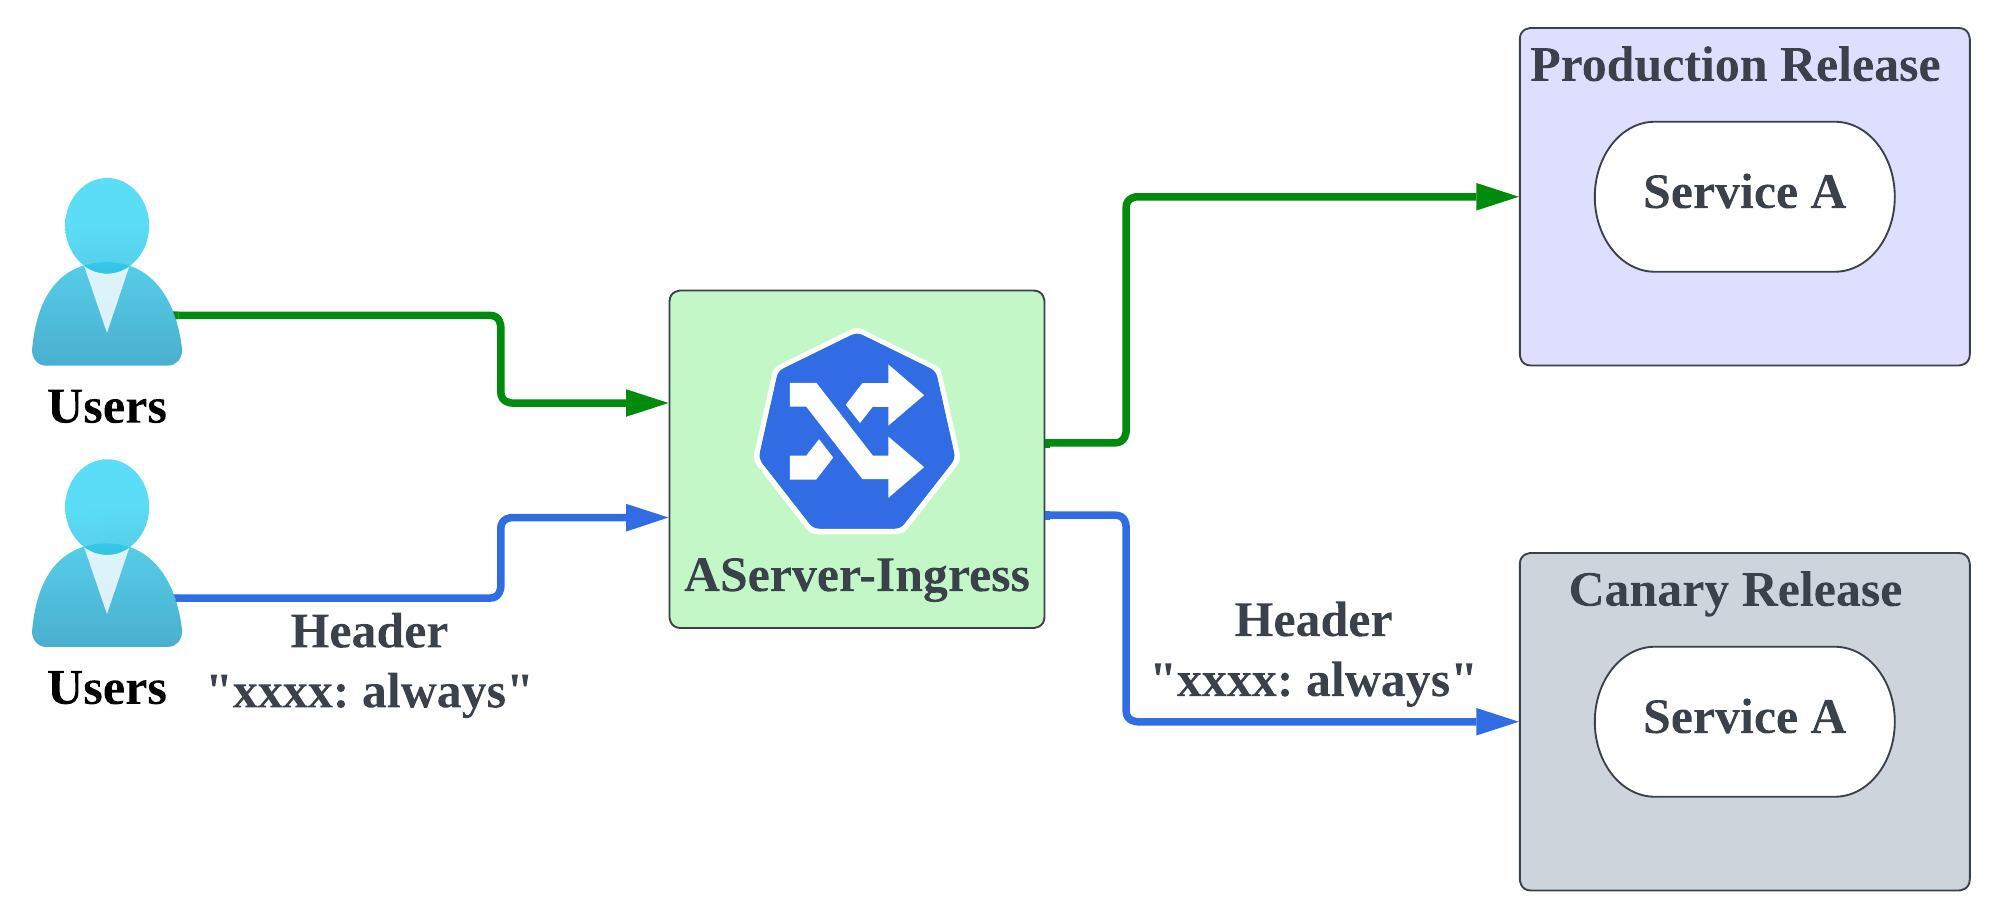 Production Release
Service A
Users
AServer-Ingress
Users
Header
"xxxx: always"
Header
"xxxx: always"
Canary Release
Service A